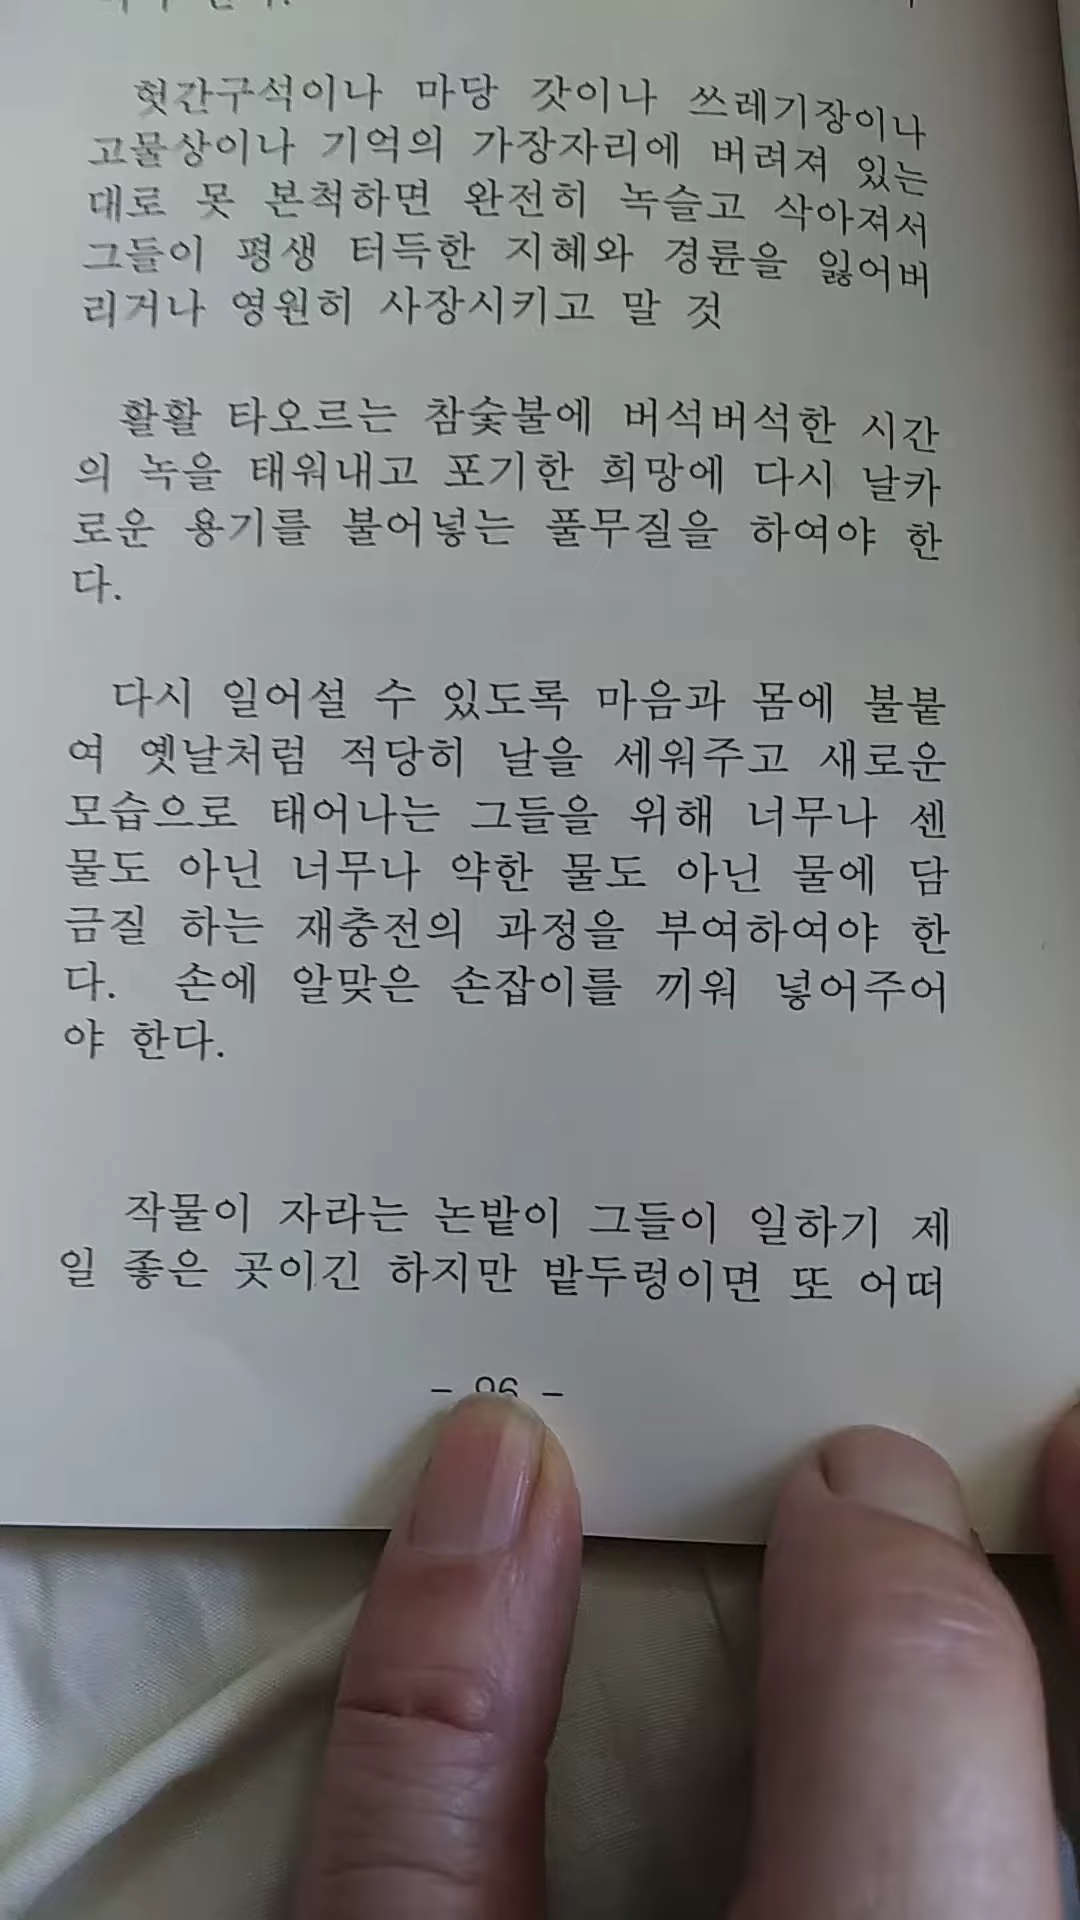 헛간구석이나 마당 갓이나 쓰레기장이나
고물상이나 기억의 가장자리에 버려져 있는
대로 못 본척하면 완전히 녹슬고 삭아져서
그들이 평생 터득한 지혜와 경륜을 잃어버
리거나 영원히 사장시키고 말 것
활활 타오르는 참숯불에 버석버석한 시간
의 녹을 태워내고 포기한 희망에 다시 날카
로운 용기를 불어넣는 풀무질을 하여야 한
다.
다시 일어설 수 있도록 마음과 몸에 불붙
여 옛날처럼 적당히 날을 세워주고 새로운
모습으로 태어나는 그들을 위해 너무나 센
물도 아닌 너무나 약한 물도 아닌 물에 담
금질 하는 재충전의 과정을 부여하여야 한
다. 손에 알맞은 손잡이를 끼워 넣어주어
야 한다.
작물이 자라는 논밭이 그들이 일하기 제
일 좋은 곳이긴 하지만 밭두렁이면 또 어떠
- 96 -